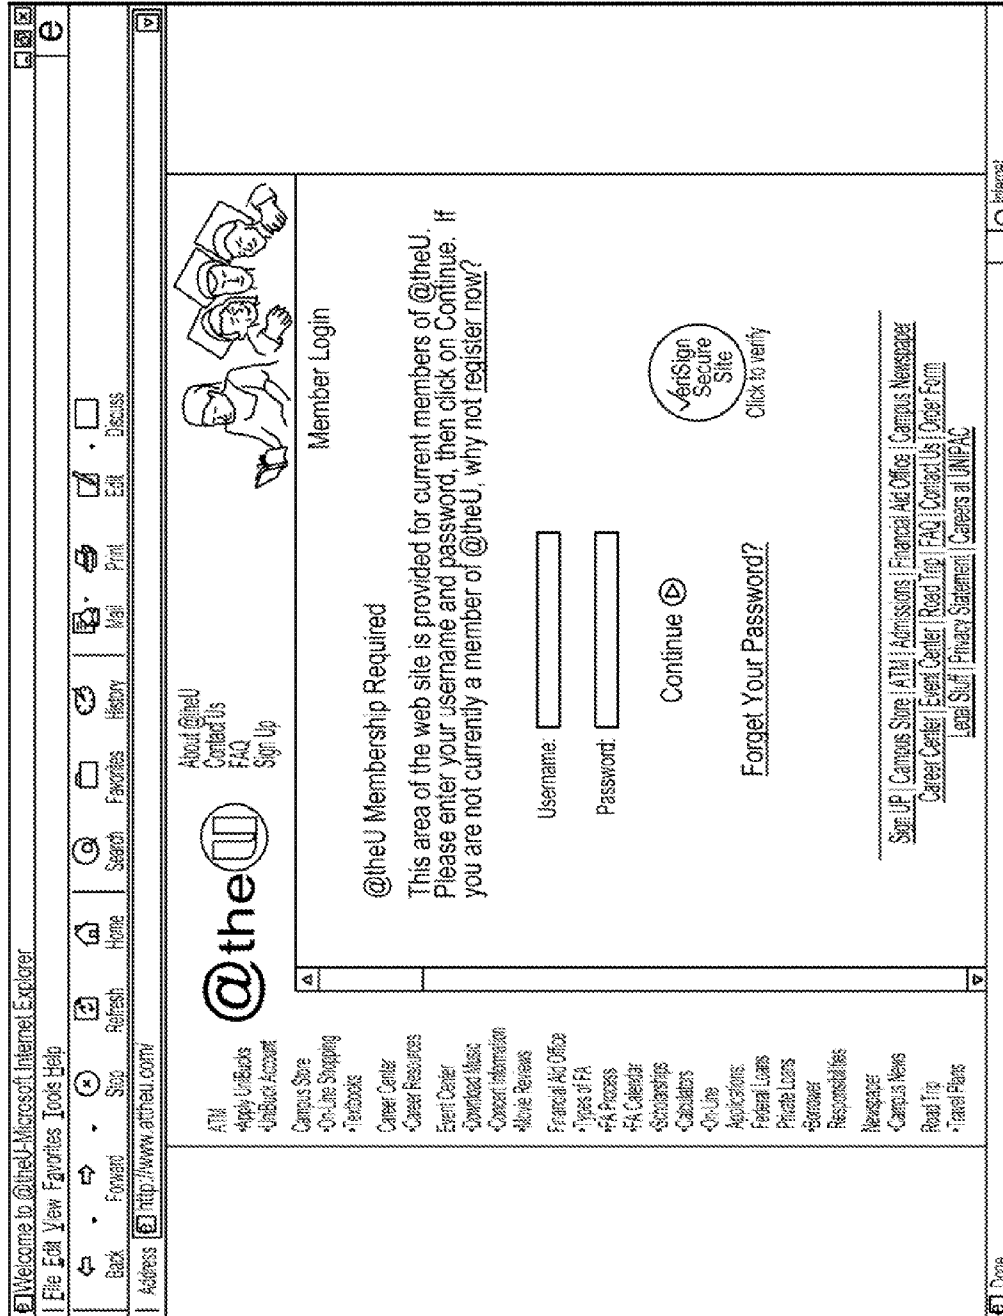 Welcome to @theU-Microsoft Internet Explorer
File Edit View Favorites Tools Help
Back Forward Stop Refresh Home Search Favorites History Mail Print Edit Discuss
Address http://www.attheu.com/
@theU
About @theU
Contact Us
FAQ
Sign Up
ATM
•Apply UniBucks
•UniBuck Account
Campus Store
•On-Line Shopping
•Textbooks
Career Center
•Career Resources
Event Center
•Download Music
•Concert Information
•Movie Reviews
Financial Aid Office
•Types of FA
•FA Process
•FA Calendar
•Scholarships
•Calculators
•On-Line
Applications:
Federal Loans
Private Loans
•Borrower
Responsibilities
Newspaper
•Campus News
Road Trip
•Travel Plans
Member Login
@theU Membership Required
This area of the web site is provided for current members of @theU.
Please enter your username and password, then click on Continue. If
you are not currently a member of @theU, why not register now?
Username:
Password:
Continue
VeriSign
Secure
Site
Click to verify
Forget Your Password?
Sign UP | Campus Store | ATM | Admissions | Financial Aid Office | Campus Newspaper
Career Center | Event Center | Road Trip | FAQ | Contact Us | Order Form
Legal Stuff | Privacy Statement | Careers at UNIPAC
Done
Internet